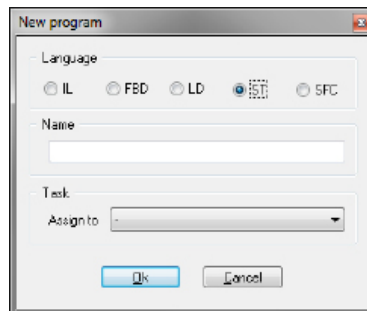 New program
Language
IL FBD LD ST SFC
Name
Task
Assign to -
Ok Cancel